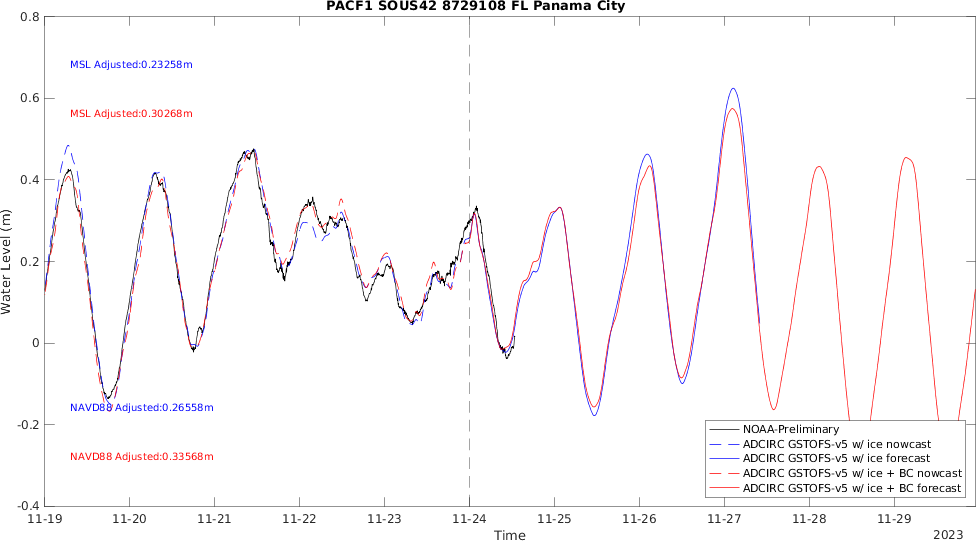 PACF1 SOUS42 8729108 FL Panama City
0.8
MSL Adjusted:0.23258m
0.6
MSL Adjusted:0.30268m
0.4
Water Level (m)
0.2
0
NAVD88 Adjusted:0.26558m
-0.2
NOAA-Preliminary
ADCIRC GSTOFS-v5 w/ ice nowcast
NAVD88 Adjusted:0.33568m
ADCIRC GSTOFS-v5 w/ ice forecast
ADCIRC GSTOFS-v5 w/ ice + BC nowcast
ADCIRC GSTOFS-v5 w/ ice + BC forecast
-0.4
11-19 11-20 11-21 11-22 11-23 11-24 11-25 11-26 11-27 11-28 11-29
Time
2023